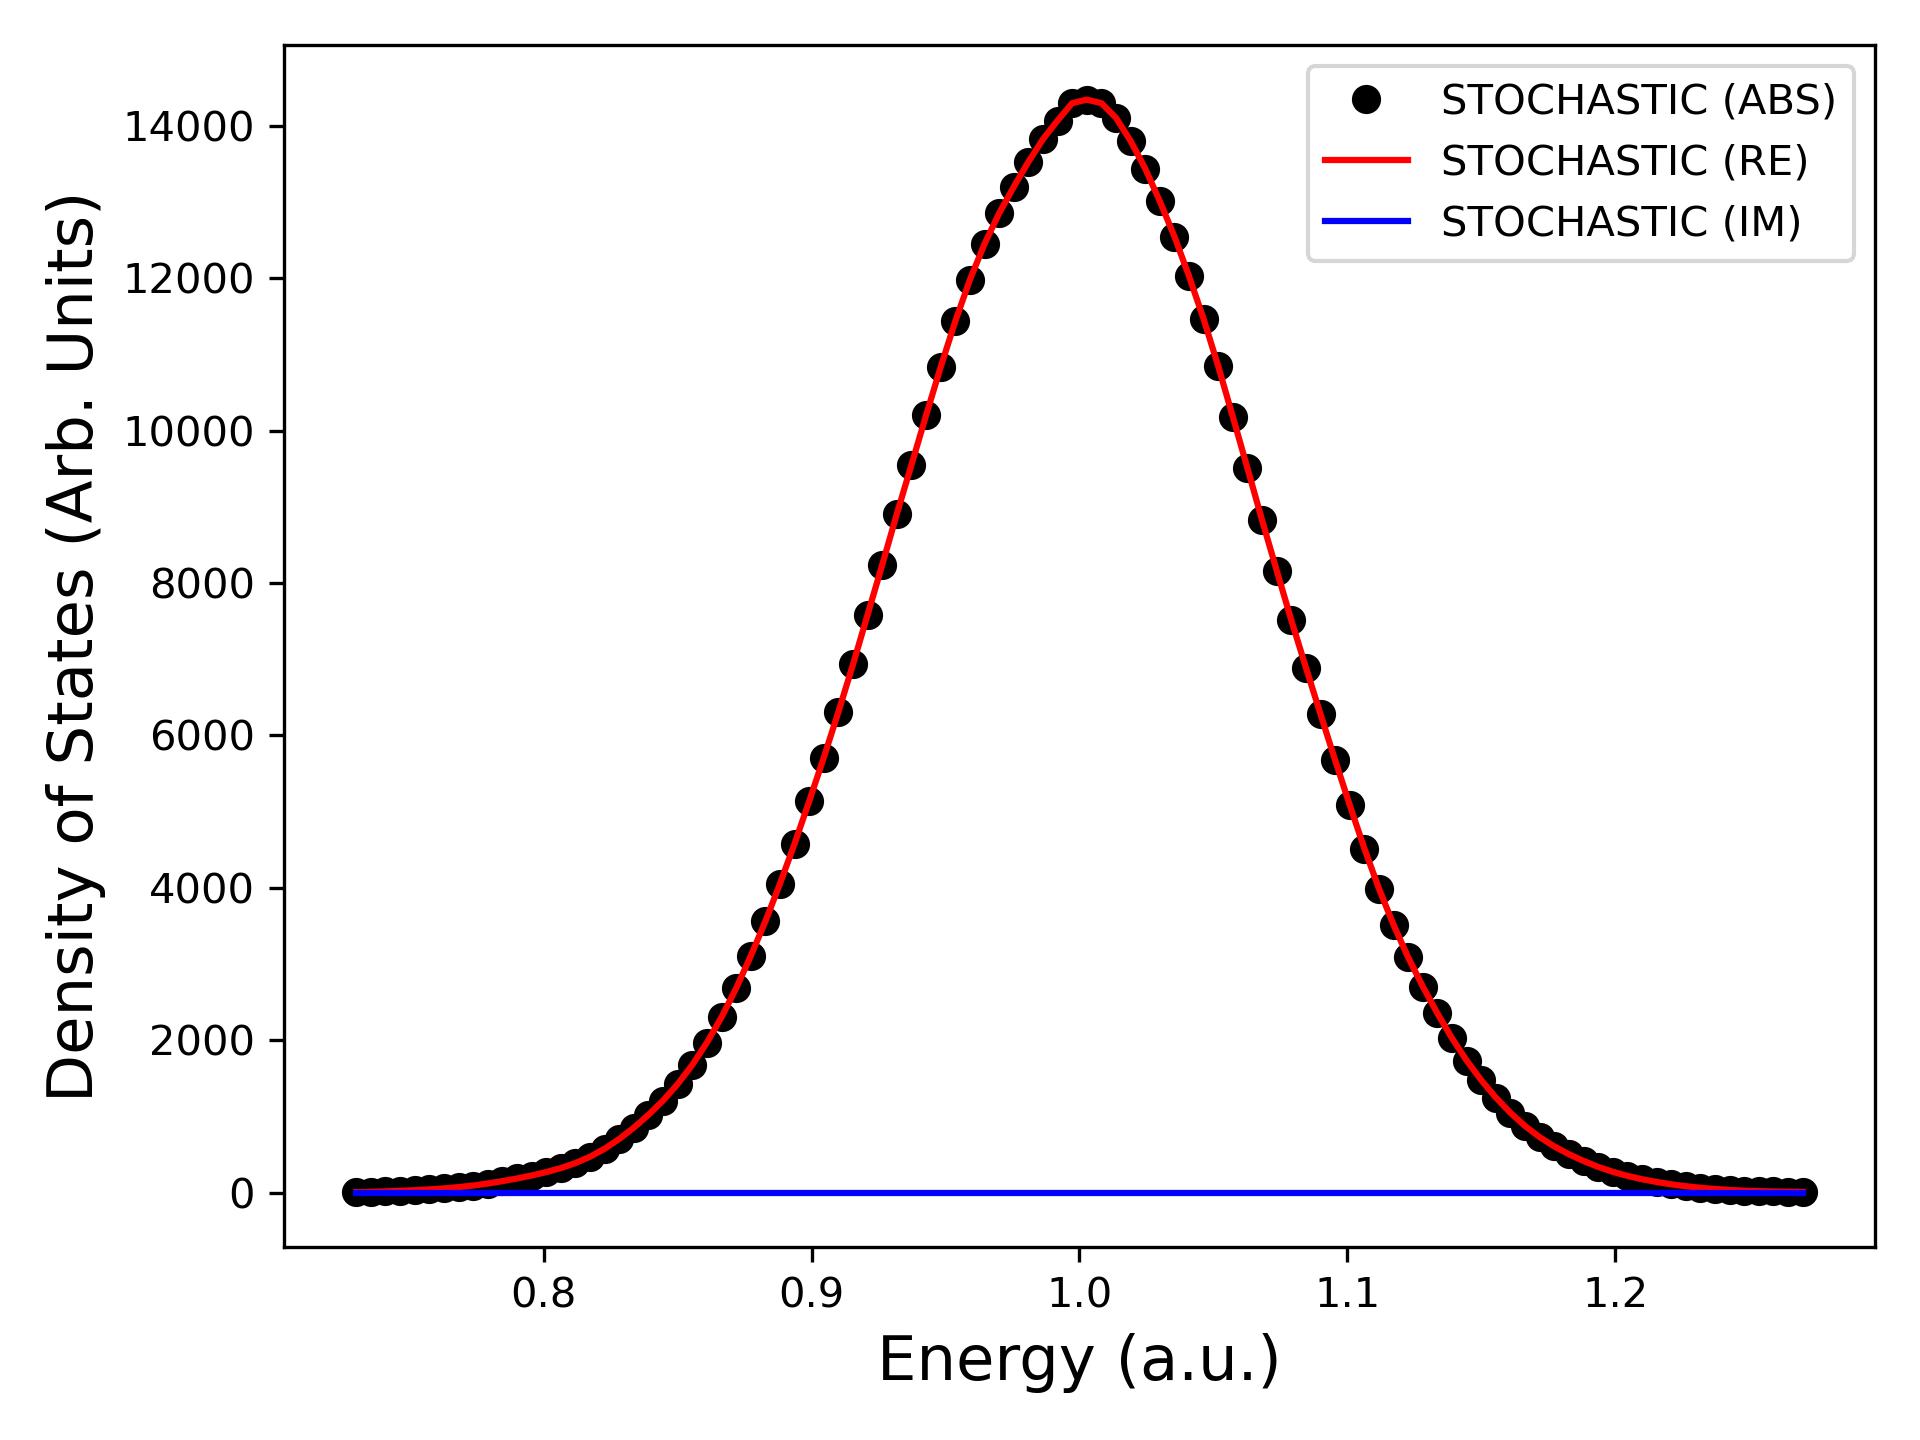 STOCHASTIC (ABS)
STOCHASTIC (RE)
STOCHASTIC (IM)
Density of States (Arb. Units)
14000
12000
10000
8000
6000
4000
2000
0
0.8 0.9 1.0 1.1 1.2
Energy (a.u.)